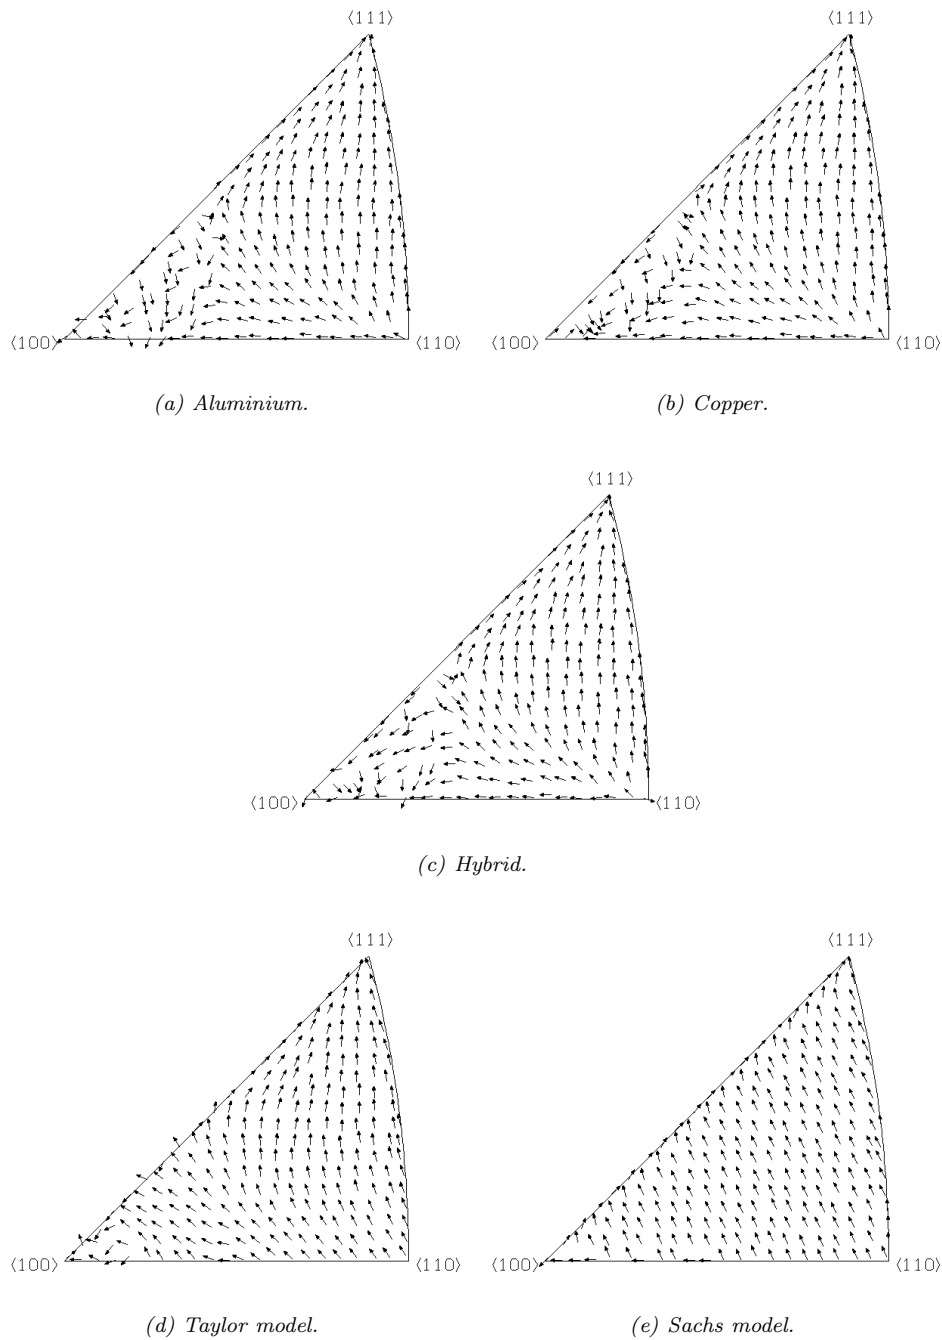 ⟨111⟩ ⟨111⟩
⟨100⟩ ⟨110⟩ ⟨100⟩ ⟨110⟩
(a) Aluminium. (b) Copper.
⟨111⟩
⟨100⟩ ⟨110⟩
(c) Hybrid.
⟨111⟩ ⟨111⟩
⟨100⟩ ⟨110⟩ ⟨100⟩ ⟨110⟩
(d) Taylor model. (e) Sachs model.